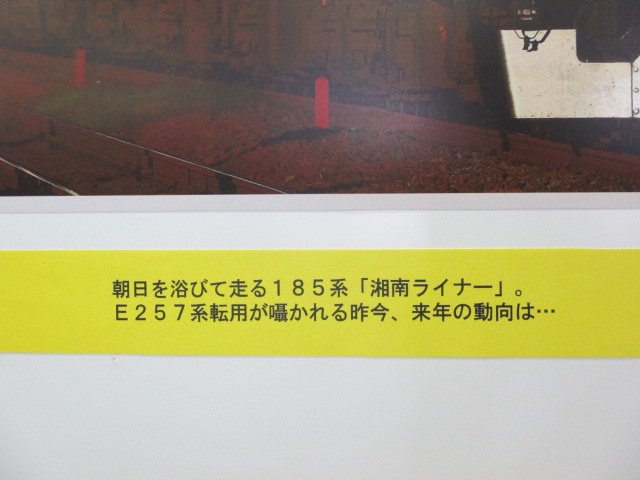 朝日を浴びて走る１８５系「湘南ライナー」。
Ｅ２５７系転用が囁かれる昨今、来年の動向は…